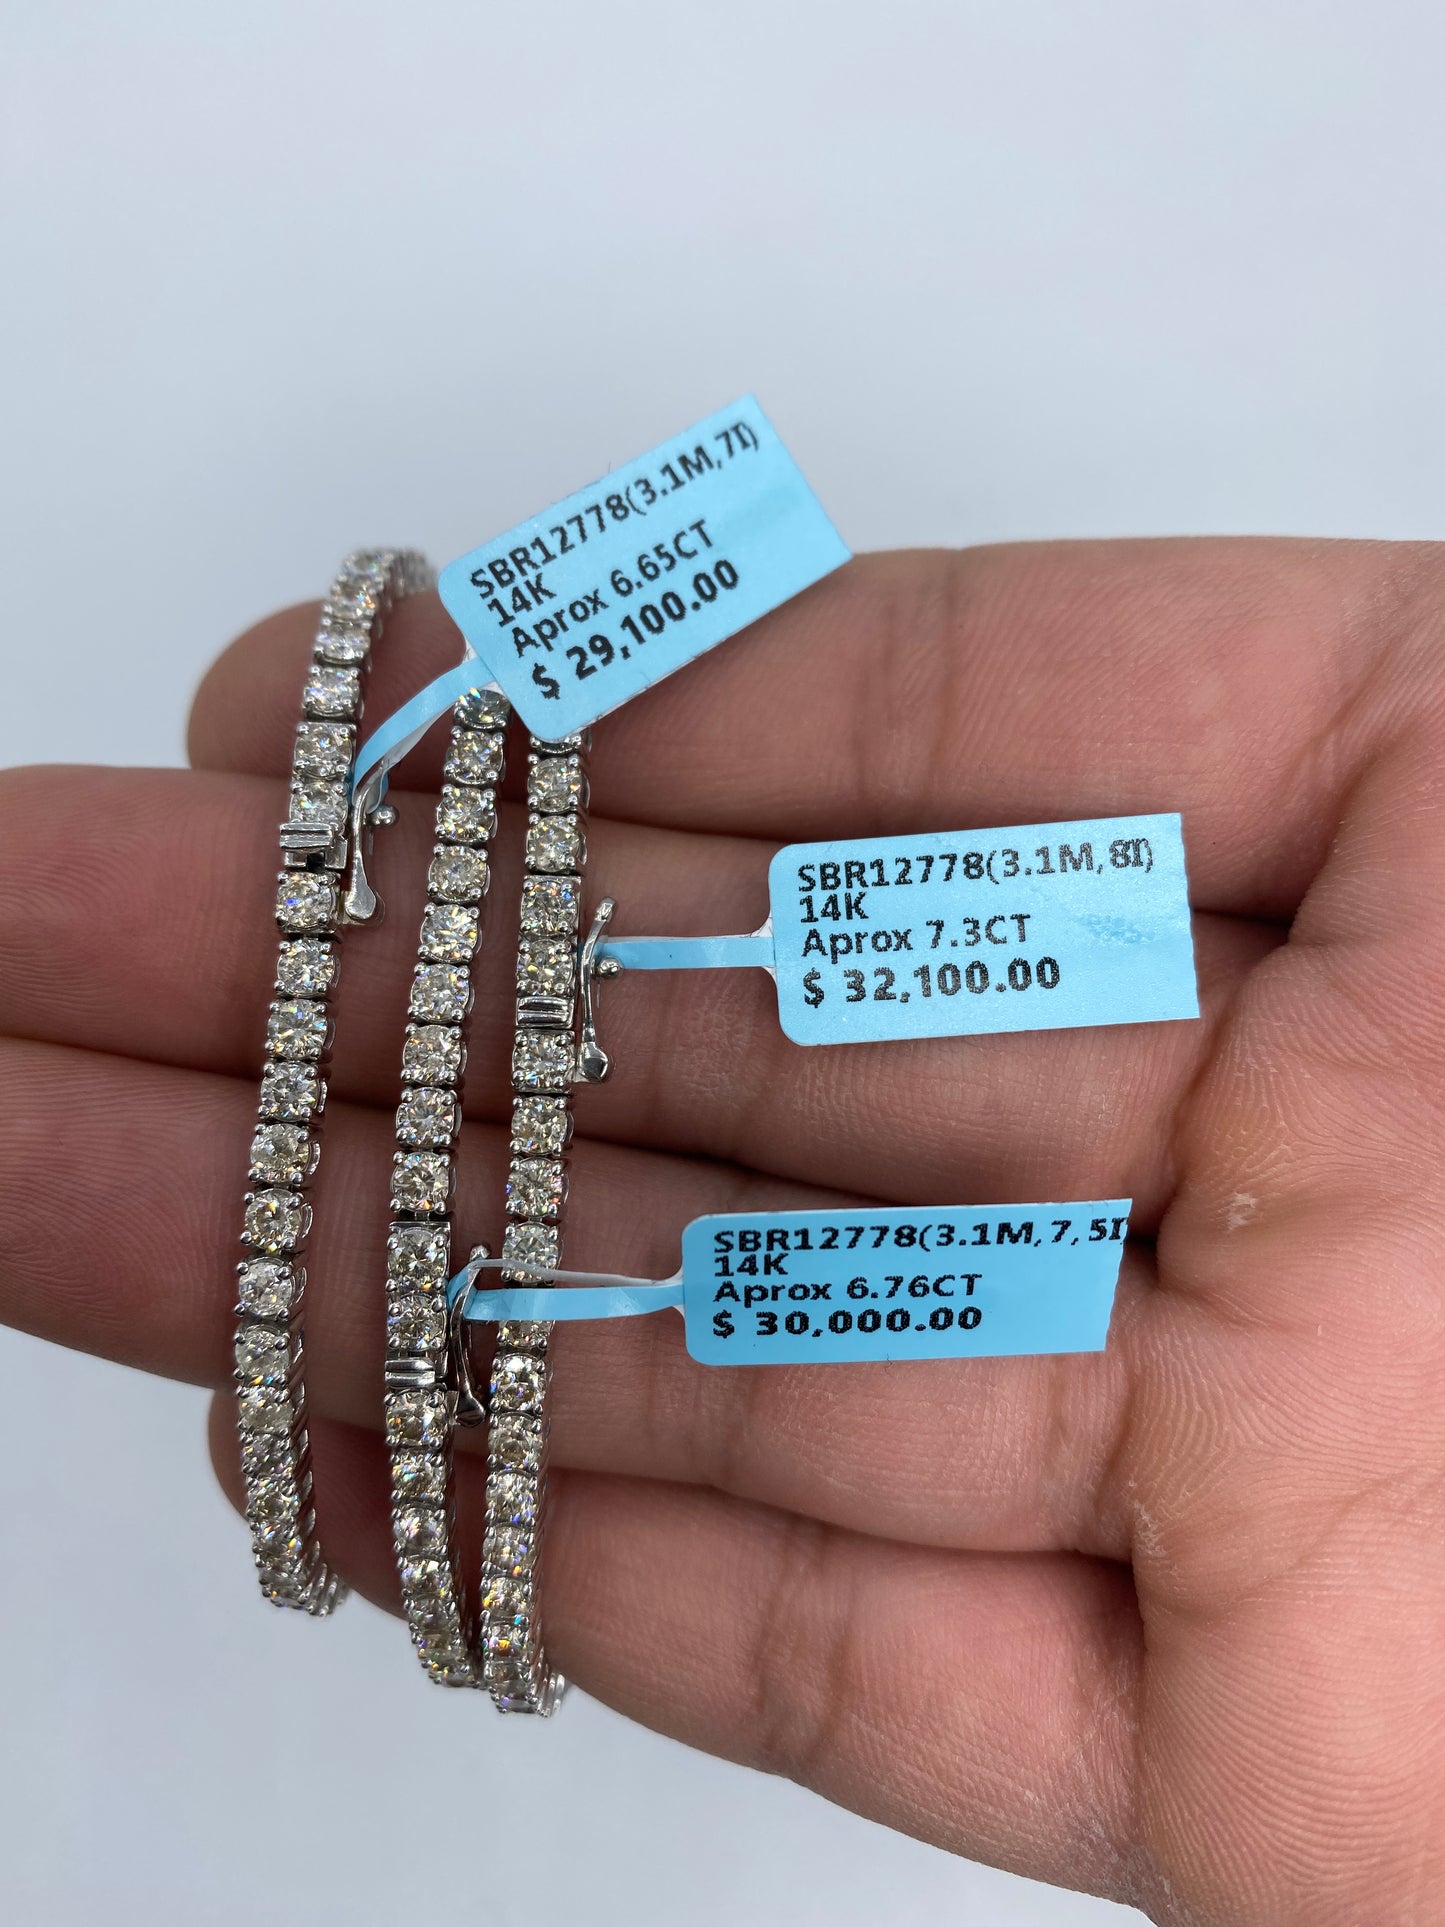 SBR12778(3.1M,7I)
14K
Aprox 6.65CT
$ 29,100.00
SBR12778(3.1M,8I)
14K
Aprox 7.3CT
$ 32,100.00
SBR12778(3.1M,7,5I)
14K
Aprox 6.76CT
$ 30,000.00